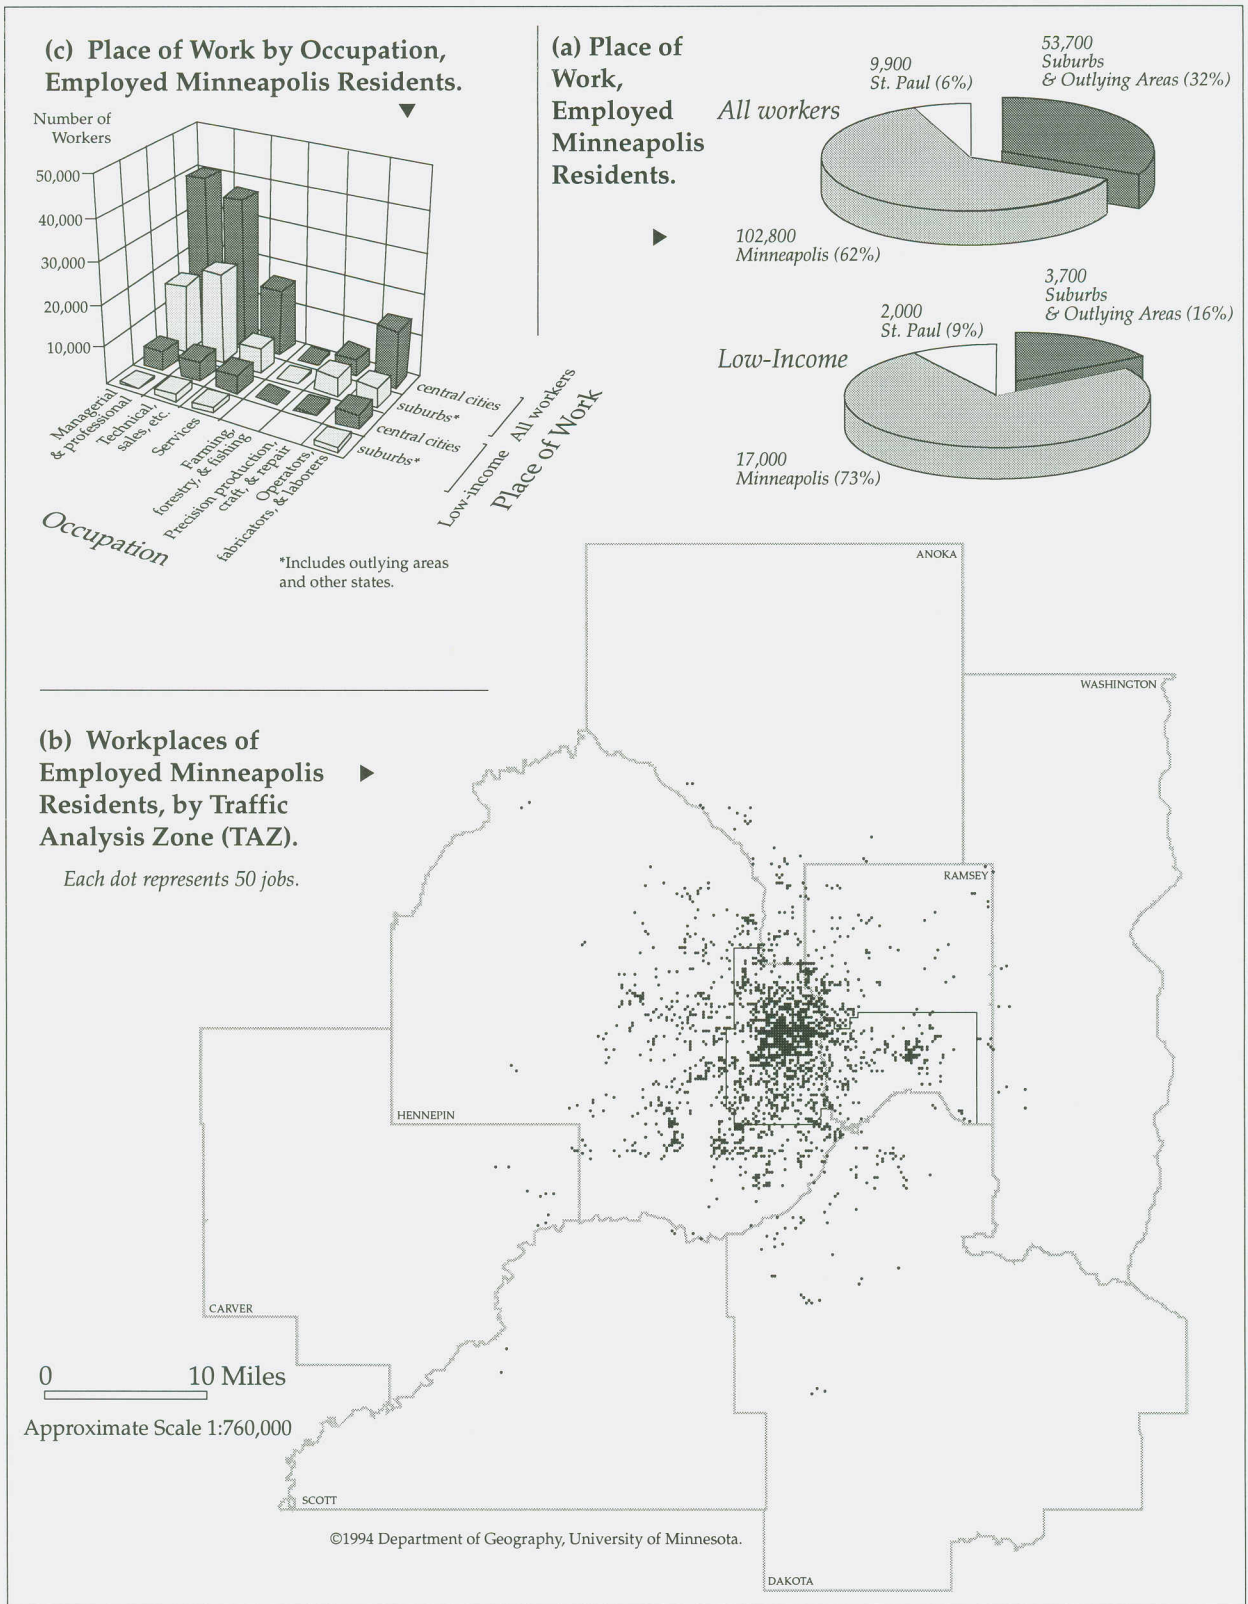 (c) Place of Work by Occupation,
Employed Minneapolis Residents.
Number of
Workers
50,000
40,000
30,000
20,000
10,000
Managerial
& professional
Technical,
sales, etc.
Services
Farming,
forestry, & fishing
Precision production,
craft, & repair
Operators,
fabricators, & laborers
Occupation
central cities
suburbs*
central cities
suburbs*
All workers
Low-income
Place of Work
*Includes outlying areas
and other states.
(a) Place of
Work,
Employed
Minneapolis
Residents.
All workers
9,900
St. Paul (6%)
53,700
Suburbs
& Outlying Areas (32%)
102,800
Minneapolis (62%)
Low-Income
2,000
St. Paul (9%)
3,700
Suburbs
& Outlying Areas (16%)
17,000
Minneapolis (73%)
(b) Workplaces of
Employed Minneapolis
Residents, by Traffic
Analysis Zone (TAZ).
Each dot represents 50 jobs.
ANOKA
WASHINGTON
RAMSEY
HENNEPIN
CARVER
SCOTT
DAKOTA
0 10 Miles
Approximate Scale 1:760,000
©1994 Department of Geography, University of Minnesota.